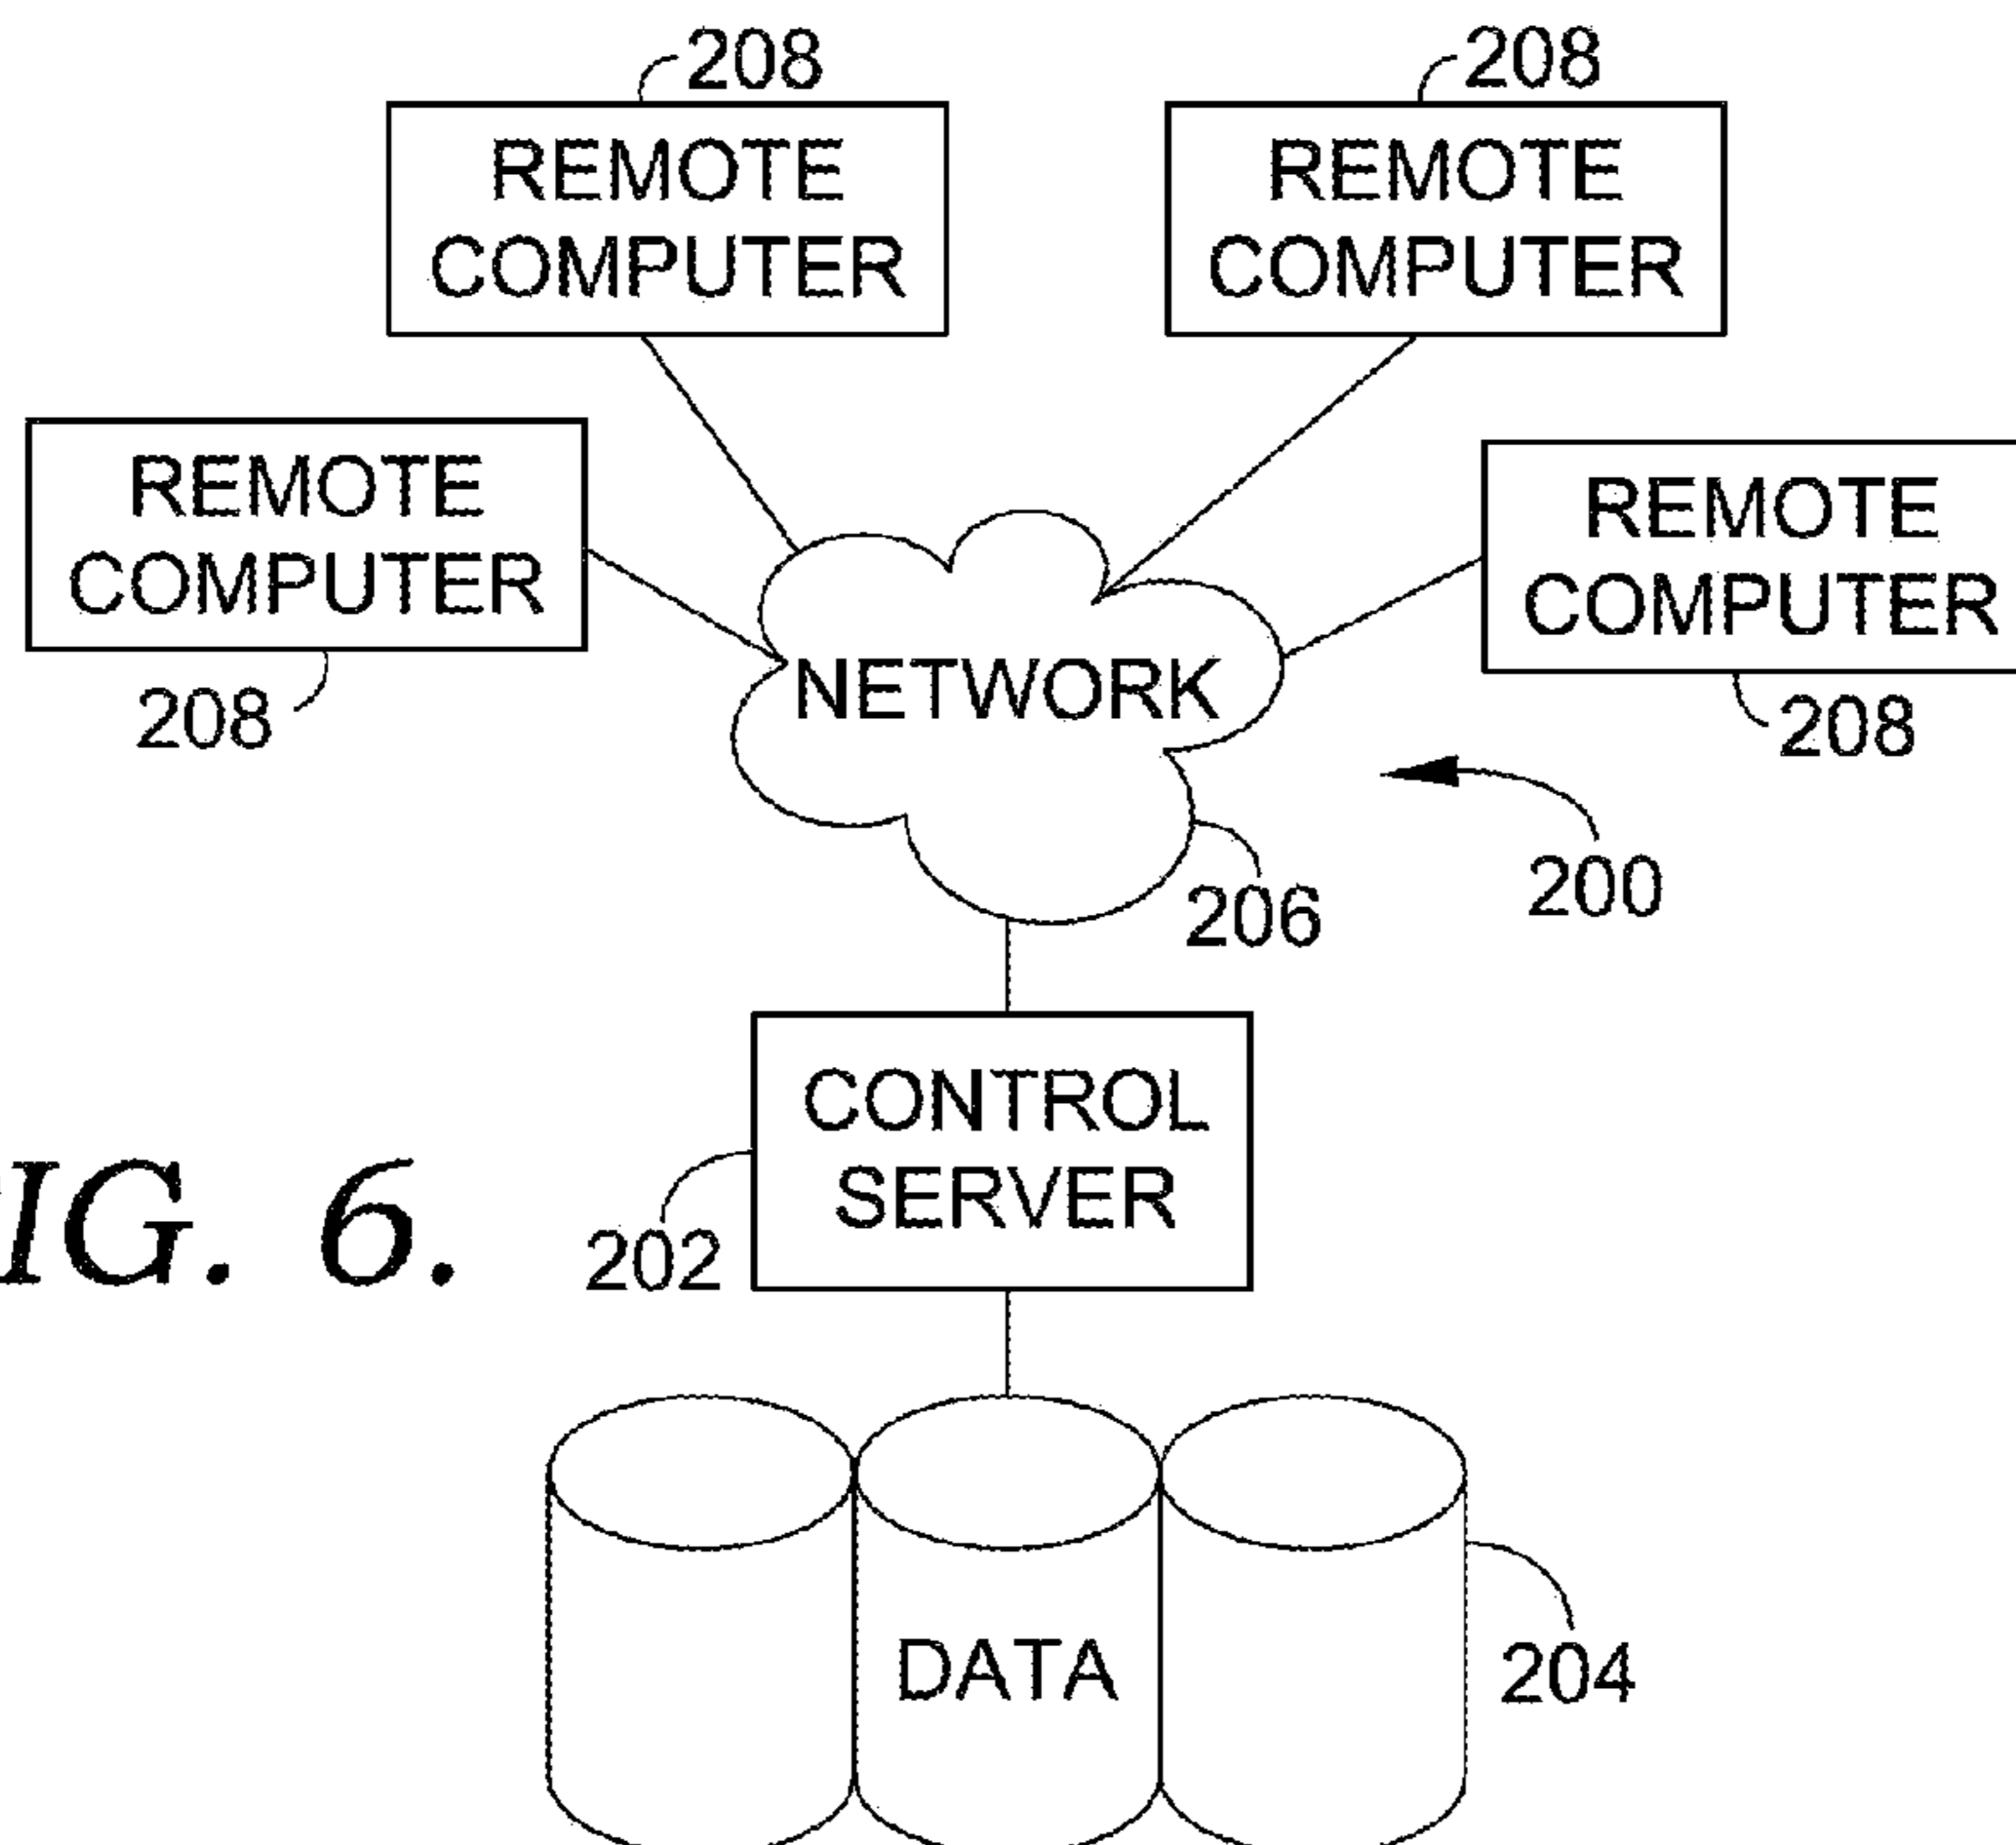 208
208
REMOTE
COMPUTER
REMOTE
COMPUTER
REMOTE
COMPUTER
REMOTE
COMPUTER
208
NETWORK
208
206
200
CONTROL
SERVER
202
IG. 6.
DATA
204